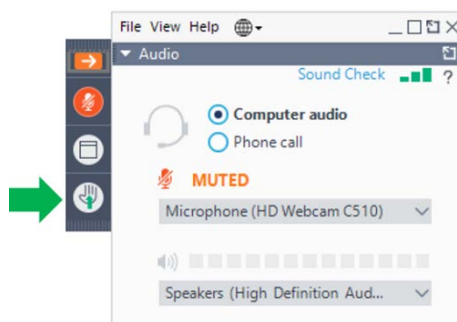 File View Help
Audio
Sound Check ?
Computer audio
Phone call
MUTED
Microphone (HD Webcam C510)
Speakers (High Definition Aud...